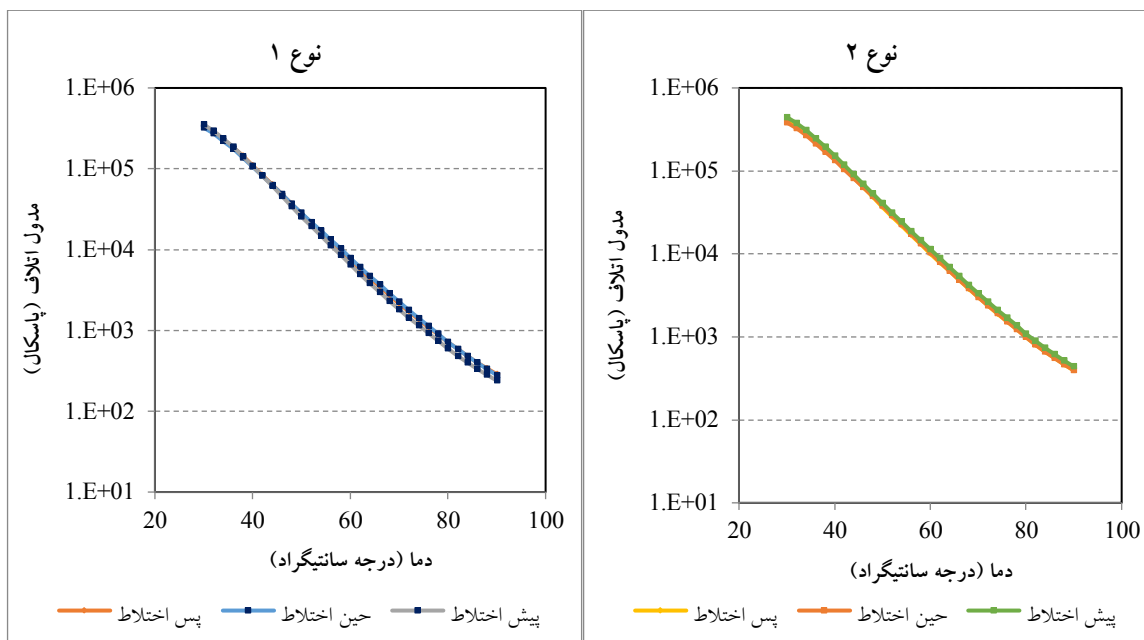 نوع ۱
1.E+06
1.E+05
1.E+04
1.E+03
1.E+02
1.E+01
مدول اتلاف (پاسکال)
20 40 60 80 100
دما (درجه سانتیگراد)
پس اختلاط حین اختلاط پیش اختلاط
نوع ۲
1.E+06
1.E+05
1.E+04
1.E+03
1.E+02
1.E+01
مدول اتلاف (پاسکال)
20 40 60 80 100
دما (درجه سانتیگراد)
پس اختلاط حین اختلاط پیش اختلاط